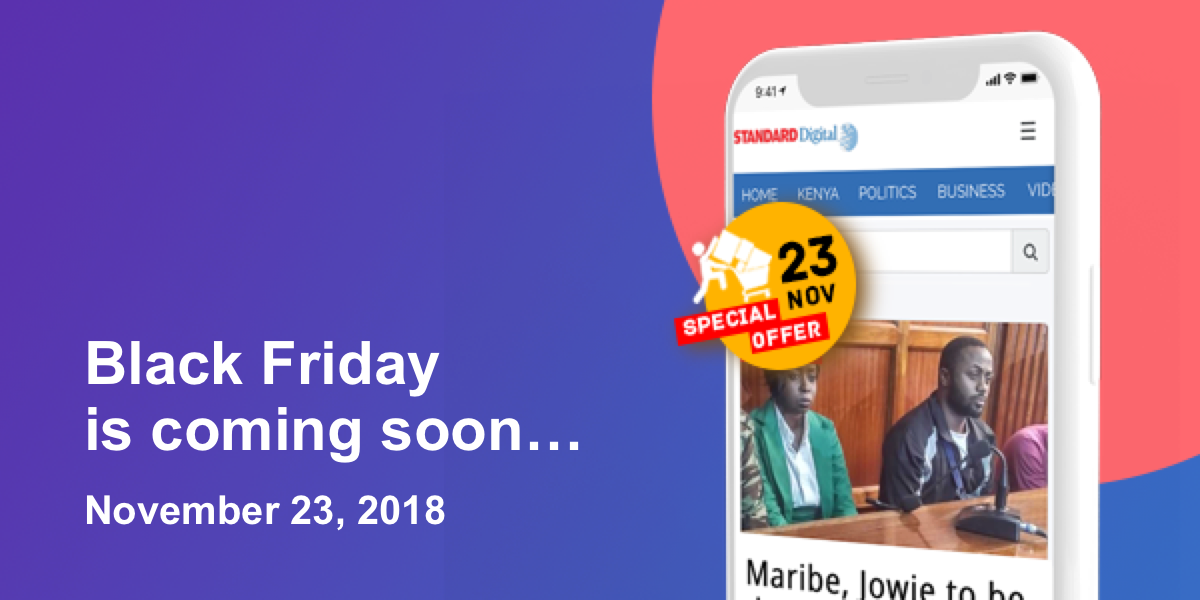 Black Friday
is coming soon...
November 23, 2018
9:41
STANDARD Digital
HOME KENYA POLITICS BUSINESS VIDE
23
NOV
SPECIAL
OFFER
Maribe, Jowie to be